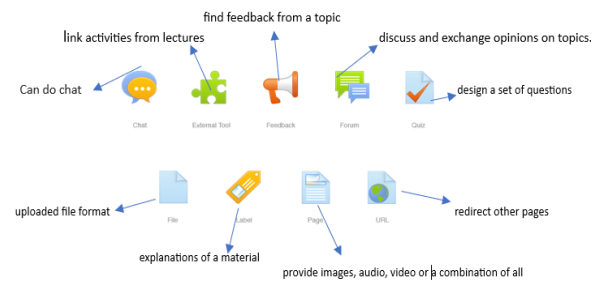 find feedback from a topic
link activities from lectures
discuss and exchange opinions on topics.
Can do chat
design a set of questions
Chat
External Tool
Feedback
Forum
Quiz
uploaded file format
File
Label
Page
URL
redirect other pages
explanations of a material
provide images, audio, video or a combination of all